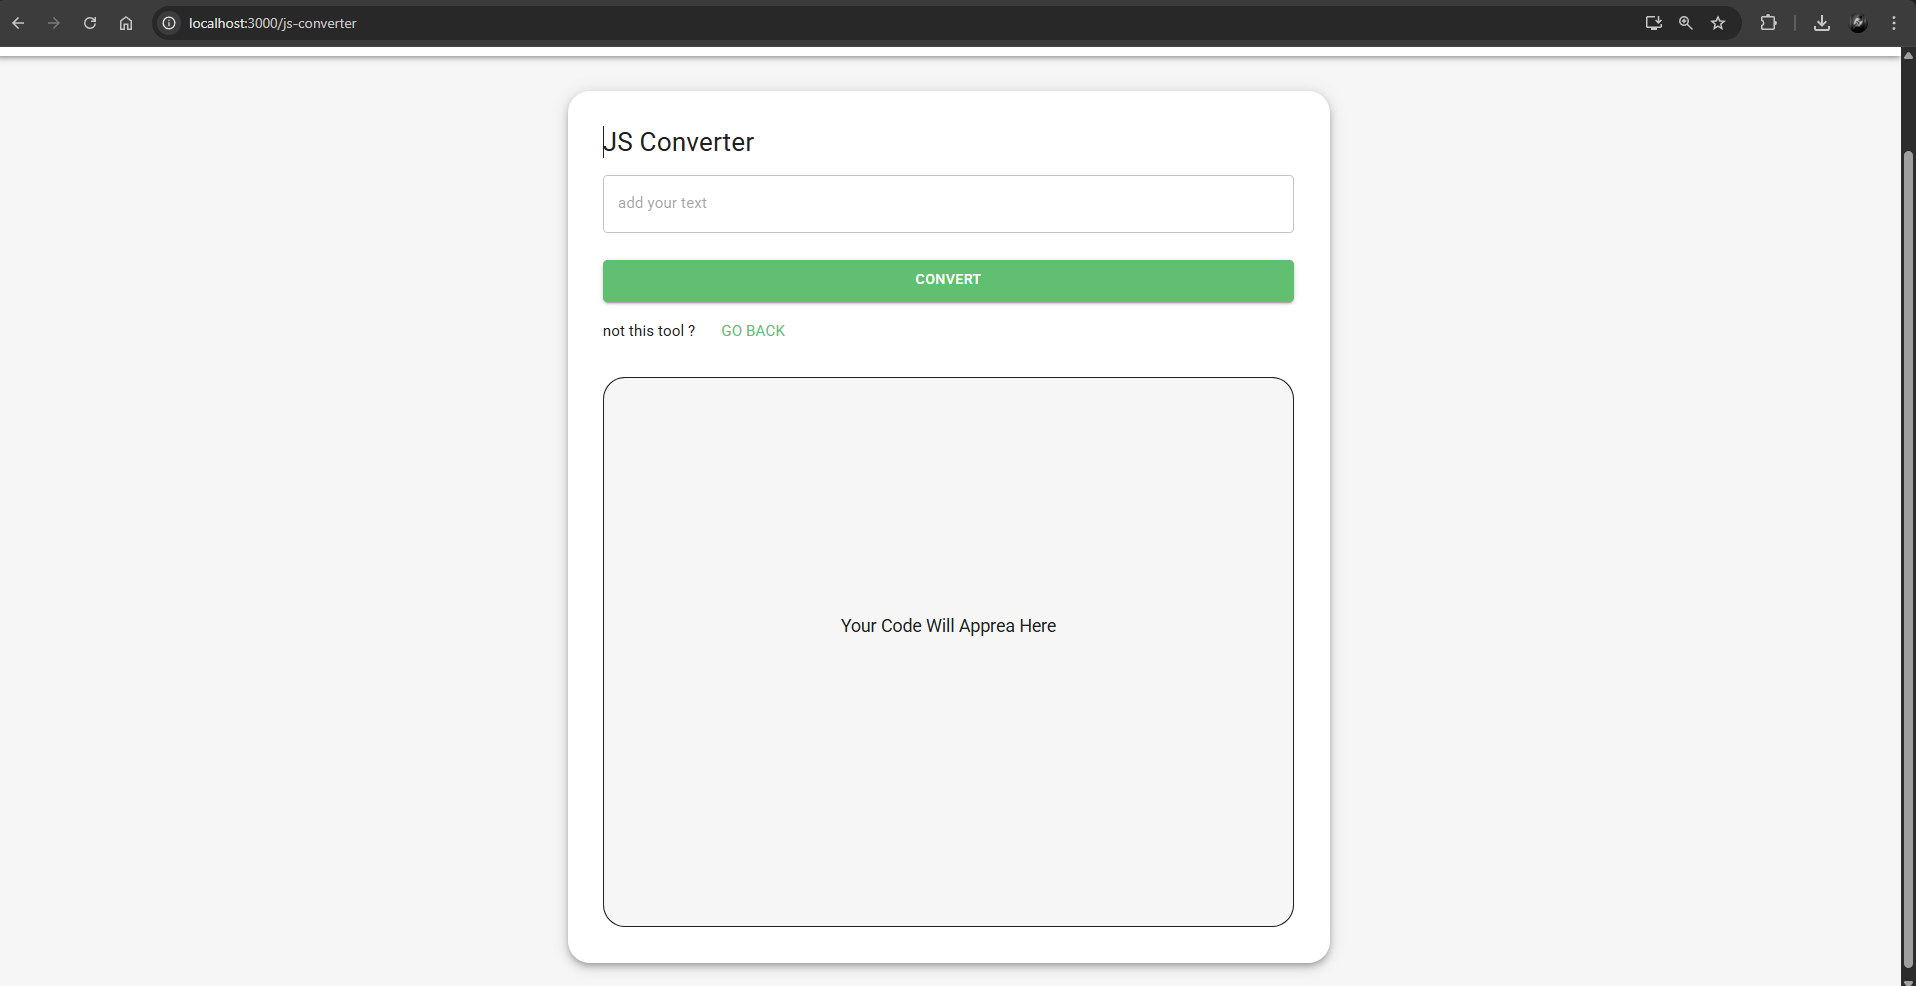 localhost:3000/js-converter
JS Converter
add your text
CONVERT
not this tool ? GO BACK
Your Code Will Apprea Here